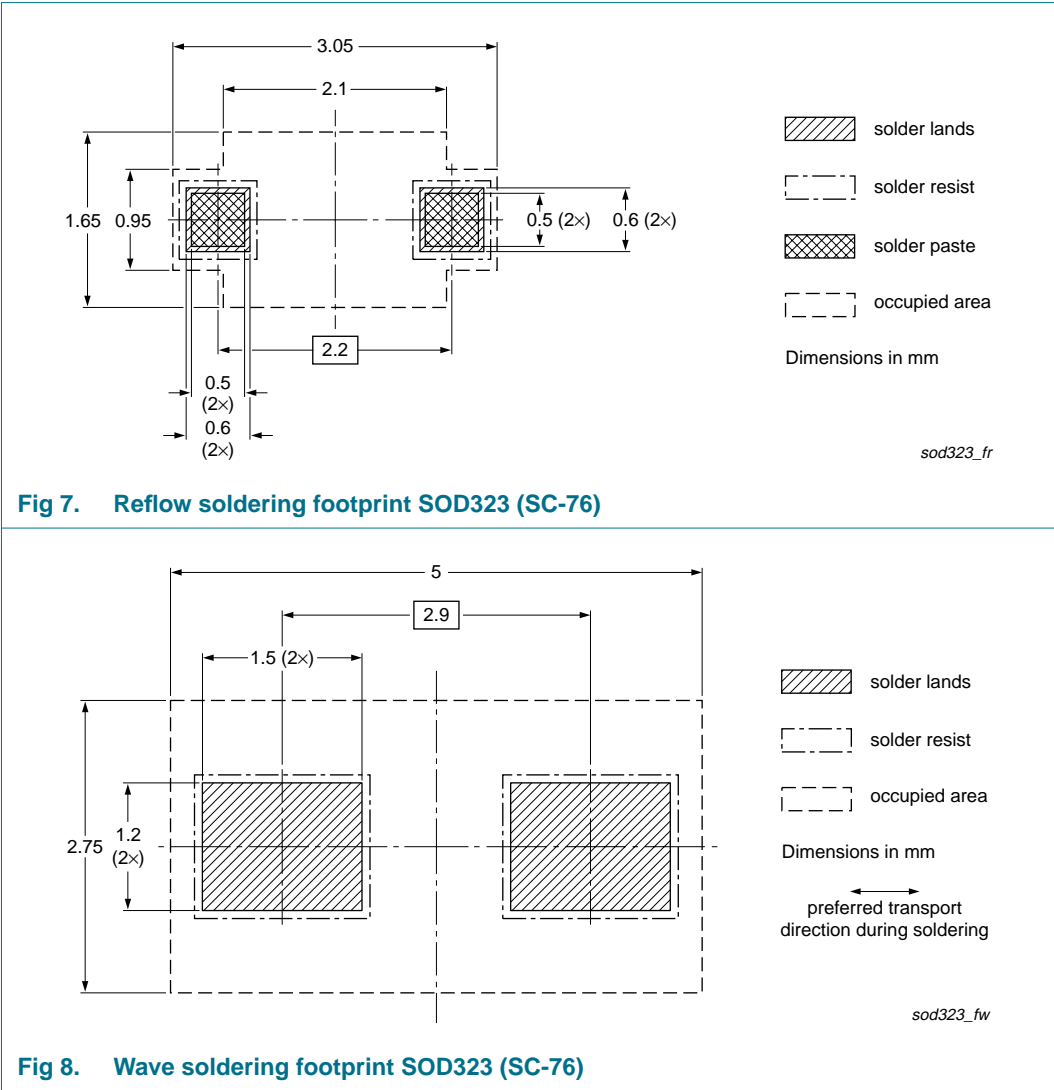 3.05
2.1
solder lands
solder resist
1.65 0.95
0.5 (2×) 0.6 (2×)
solder paste
occupied area
2.2
Dimensions in mm
0.5
(2×)
0.6
(2×)
sod323_fr
Fig 7. Reflow soldering footprint SOD323 (SC-76)
5
2.9
1.5 (2×)
solder lands
solder resist
occupied area
2.75
1.2
(2×)
Dimensions in mm
preferred transport
direction during soldering
sod323_fw
Fig 8. Wave soldering footprint SOD323 (SC-76)